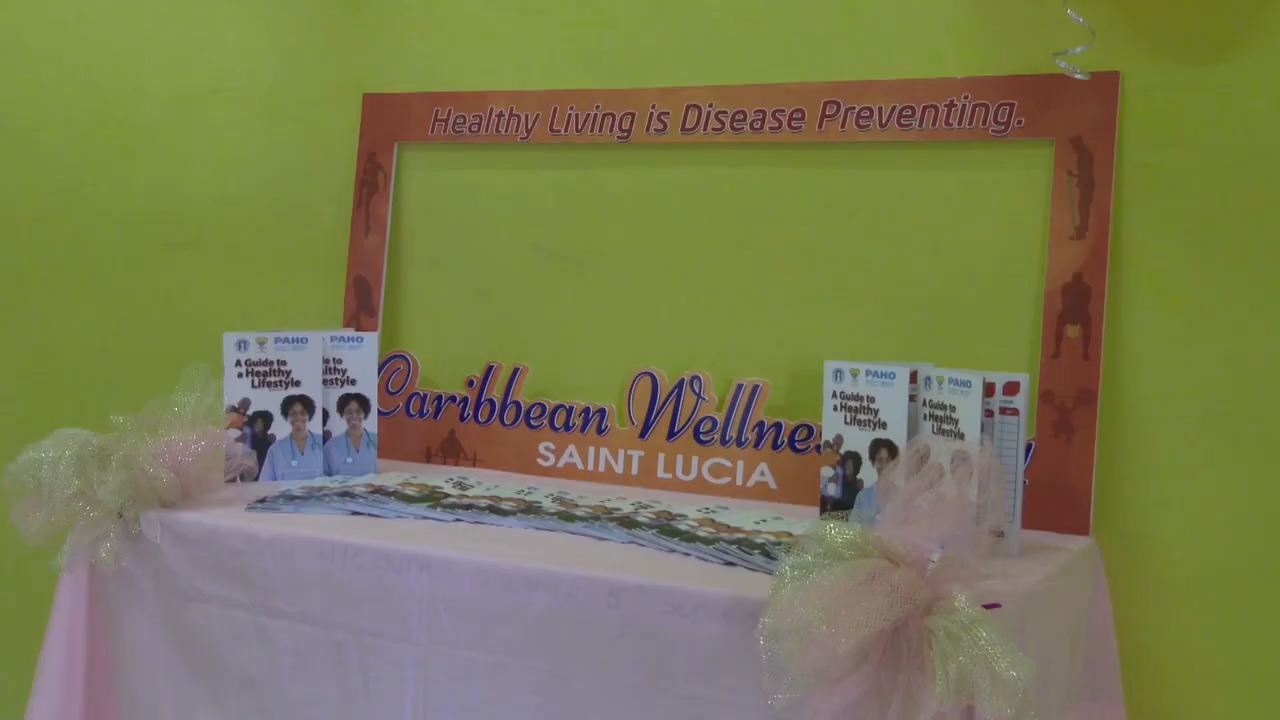 Healthy Living is Disease Preventing.
PAHO
A Guide to
a Healthy
Lifestyle
PAHO
Caribbean
SAINT LUCIA
PAHO
A Guide to
a Healthy
Lifestyle
PAHO
A Guide to
a Healthy
Lifestyle